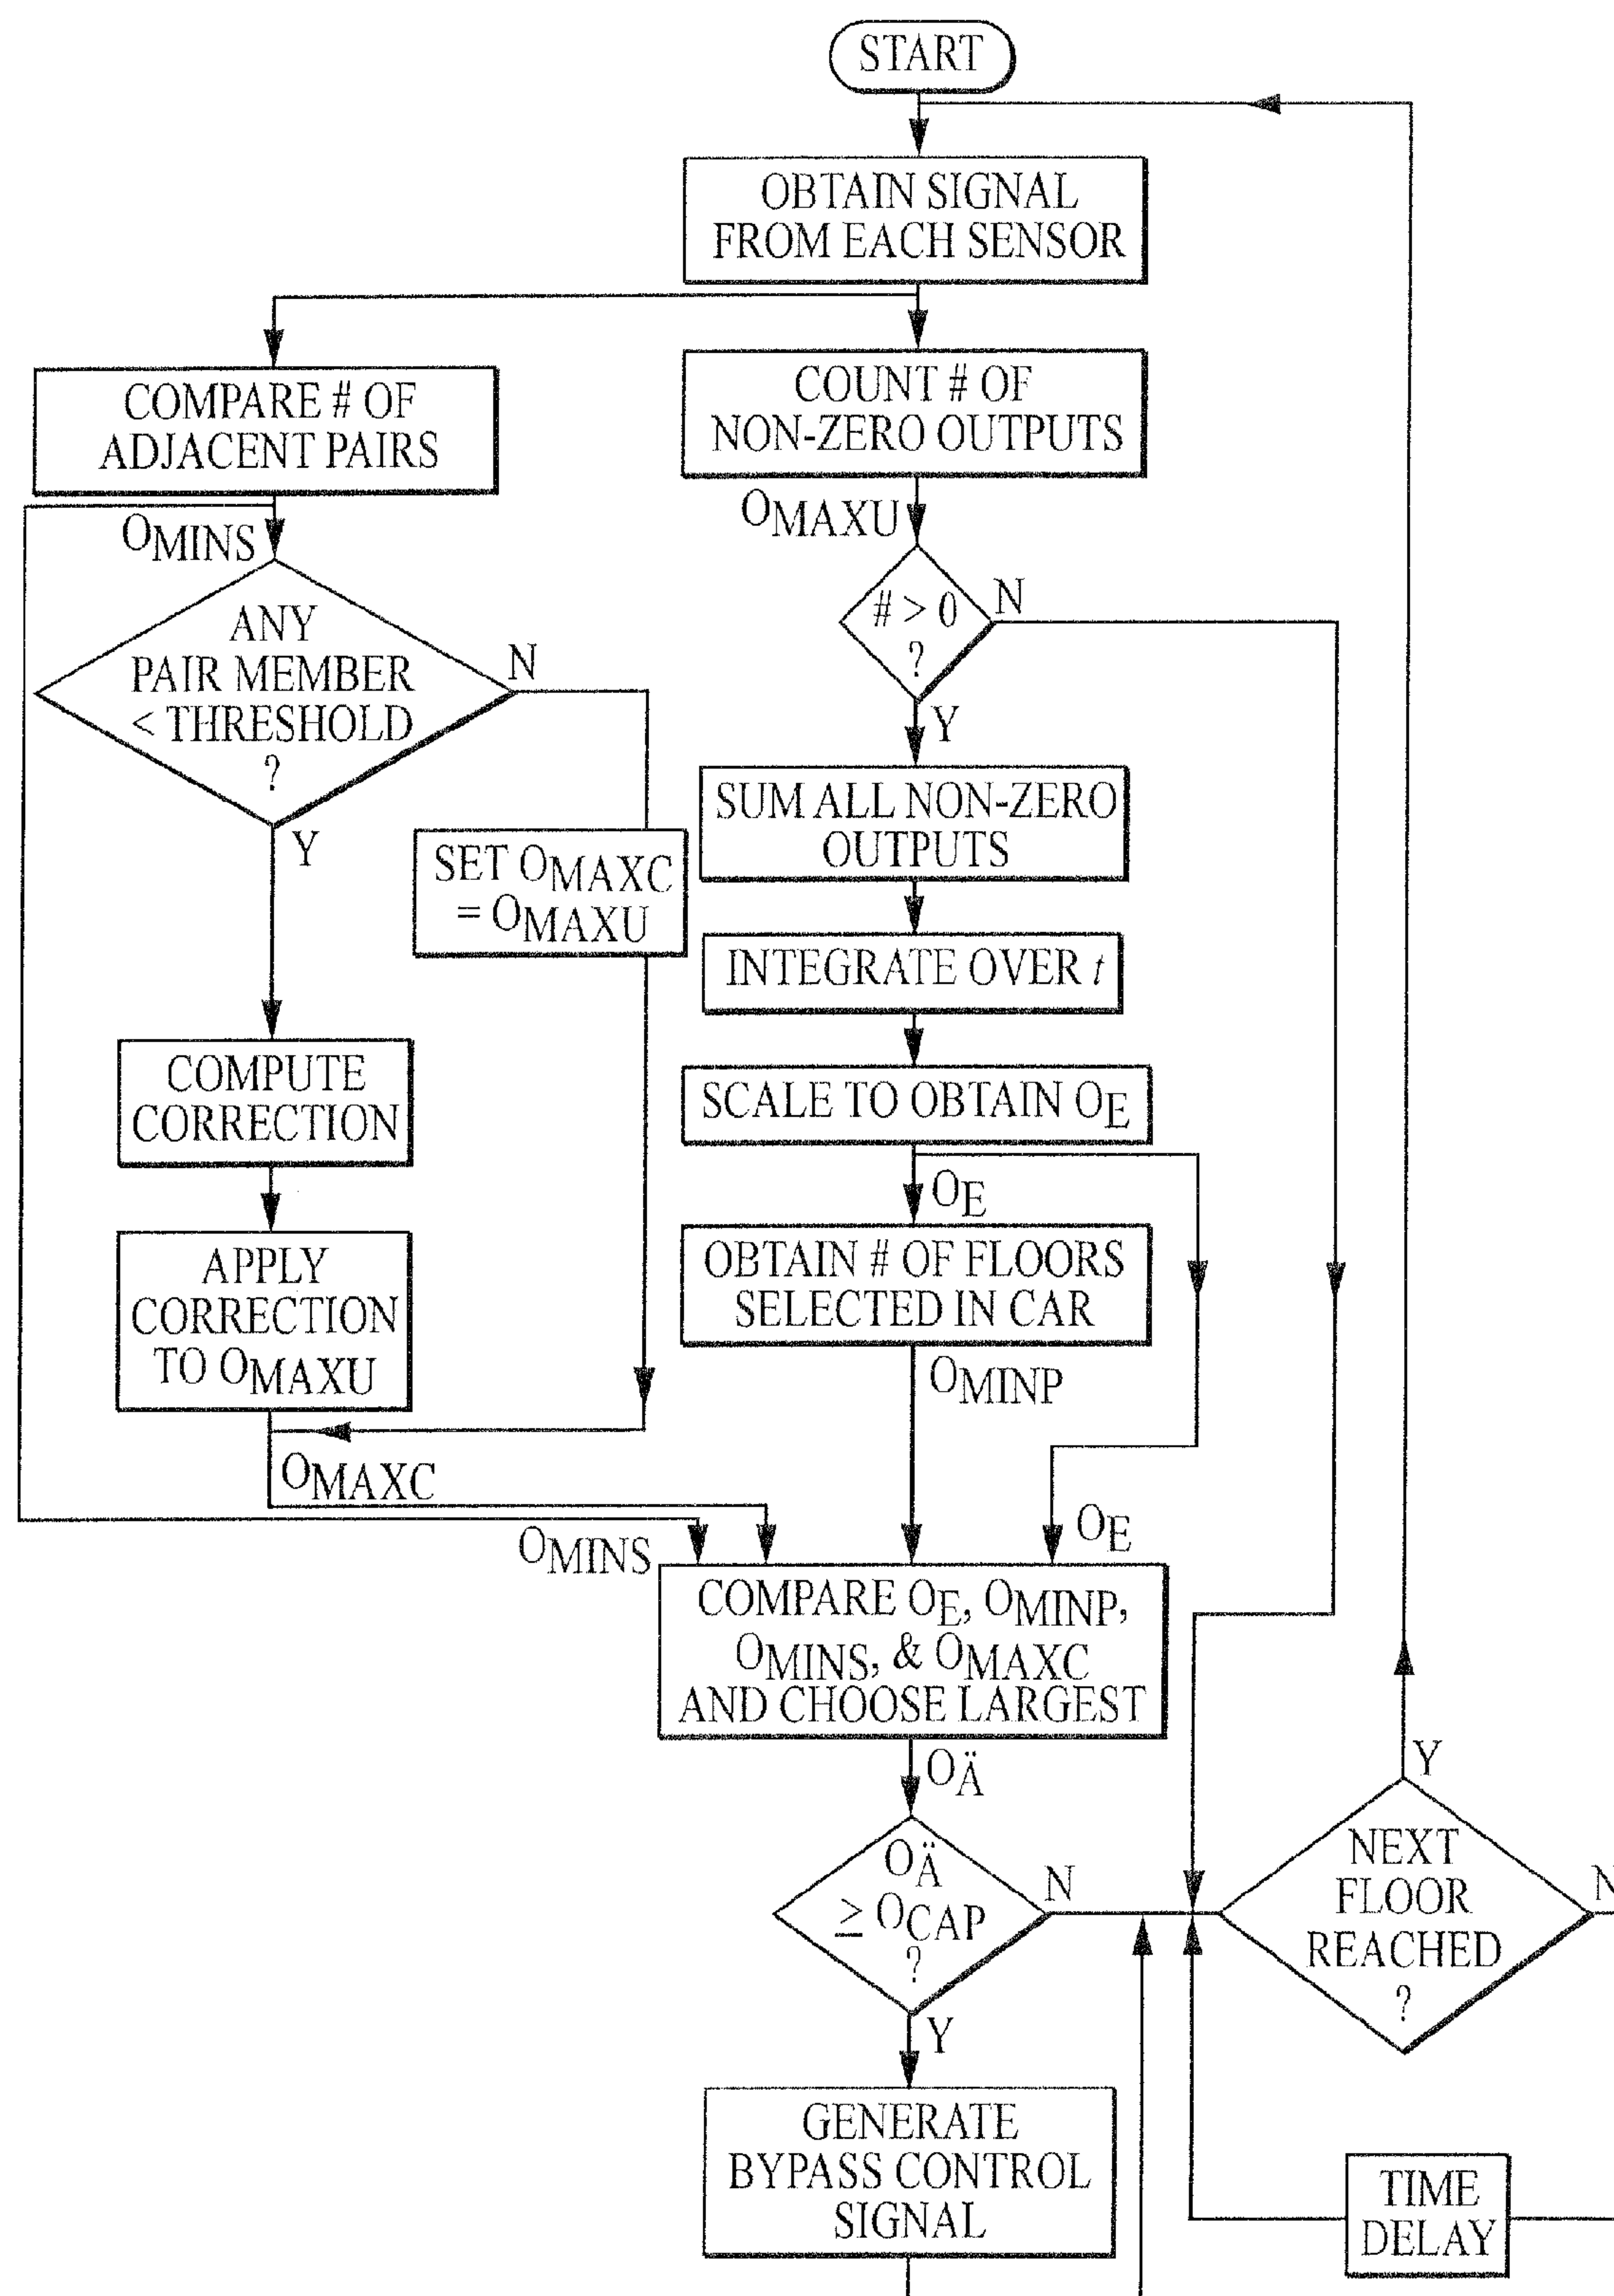 START
OBTAIN SIGNAL
FROM EACH SENSOR
COMPARE # OF
ADJACENT PAIRS
COUNT # OF
NON-ZERO OUTPUTS
OMINS
OMAXU
ANY
PAIR MEMBER
< THRESHOLD
?
N
Y
# > 0
?
N
Y
SET OMAXC
= OMAXU
SUM ALL NON-ZERO
OUTPUTS
INTEGRATE OVER t
COMPUTE
CORRECTION
SCALE TO OBTAIN OE
OE
APPLY
CORRECTION
TO OMAXU
OBTAIN # OF FLOORS
SELECTED IN CAR
OMINP
OMAXC
OMINS
OE
COMPARE OE, OMINP,
OMINS, & OMAXC
AND CHOOSE LARGEST
OÄ
OÄ
≥ OCAP
?
N
Y
Y
NEXT
FLOOR
REACHED
?
N
GENERATE
BYPASS CONTROL
SIGNAL
TIME
DELAY